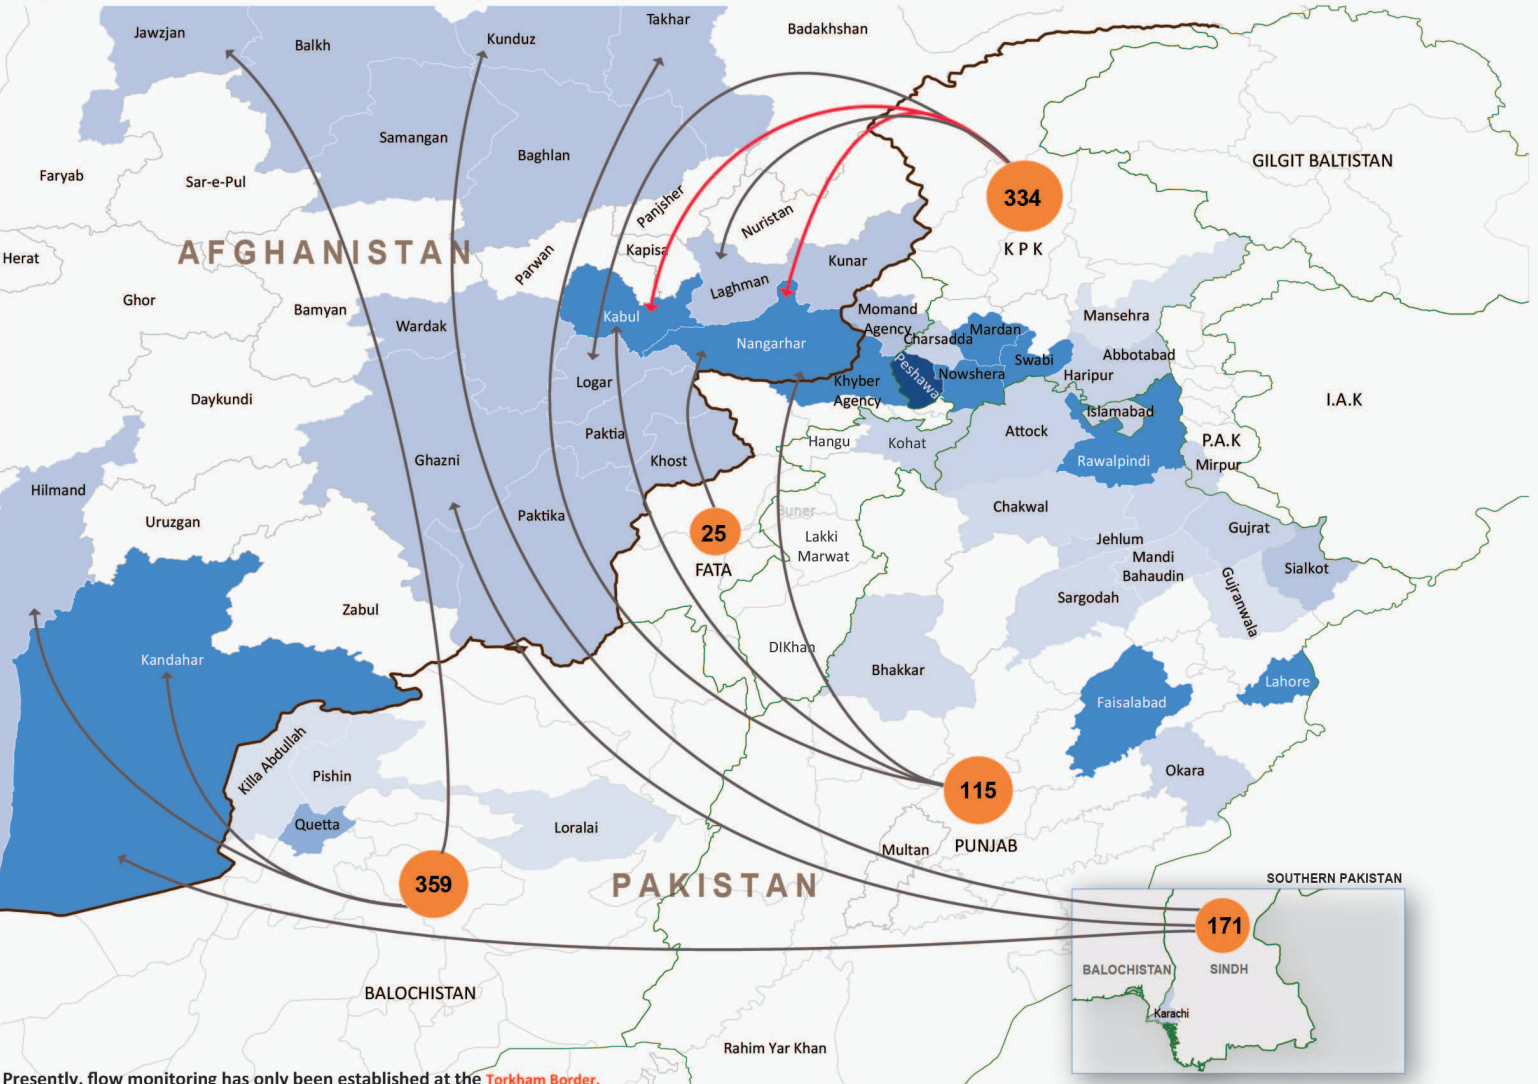 Jawzjan
Balkh
Kunduz
Takhar
Badakhshan
Samangan
Baghlan
Faryab
Sar-e-Pul
GILGIT BALTISTAN
334
KPK
Panjsher
Nuristan
AFGHANISTAN
Herat
Parwan
Kapisa
Kunar
Laghman
Ghor
Bamyan
Wardak
Kabul
Nangarhar
Momand
Agency
Charsadda
Mardan
Mansehra
Swabi
Abbotabad
Haripur
Peshawa
Nowshera
Khyber
Agency
Logar
Daykundi
Islamabad
I.A.K
Paktia
Hangu
Kohat
Attock
P.A.K
Mirpur
Rawalpindi
Ghazni
Khost
Hilmand
Uruzgan
Paktika
Buner
Chakwal
Gujrat
25
FATA
Lakki
Marwat
Jehlum
Mandi
Bahaudin
Sialkot
Sargodah
Gujranwala
Zabul
DIKhan
Kandahar
Bhakkar
Faisalabad
Lahore
Killa Abdullah
Pishin
Okara
115
PUNJAB
Quetta
Loralai
Multan
359
PAKISTAN
SOUTHERN PAKISTAN
171
BALOCHISTAN
SINDH
Karachi
BALOCHISTAN
Rahim Yar Khan
Presently, flow monitoring has only been established at the Torkham Border.